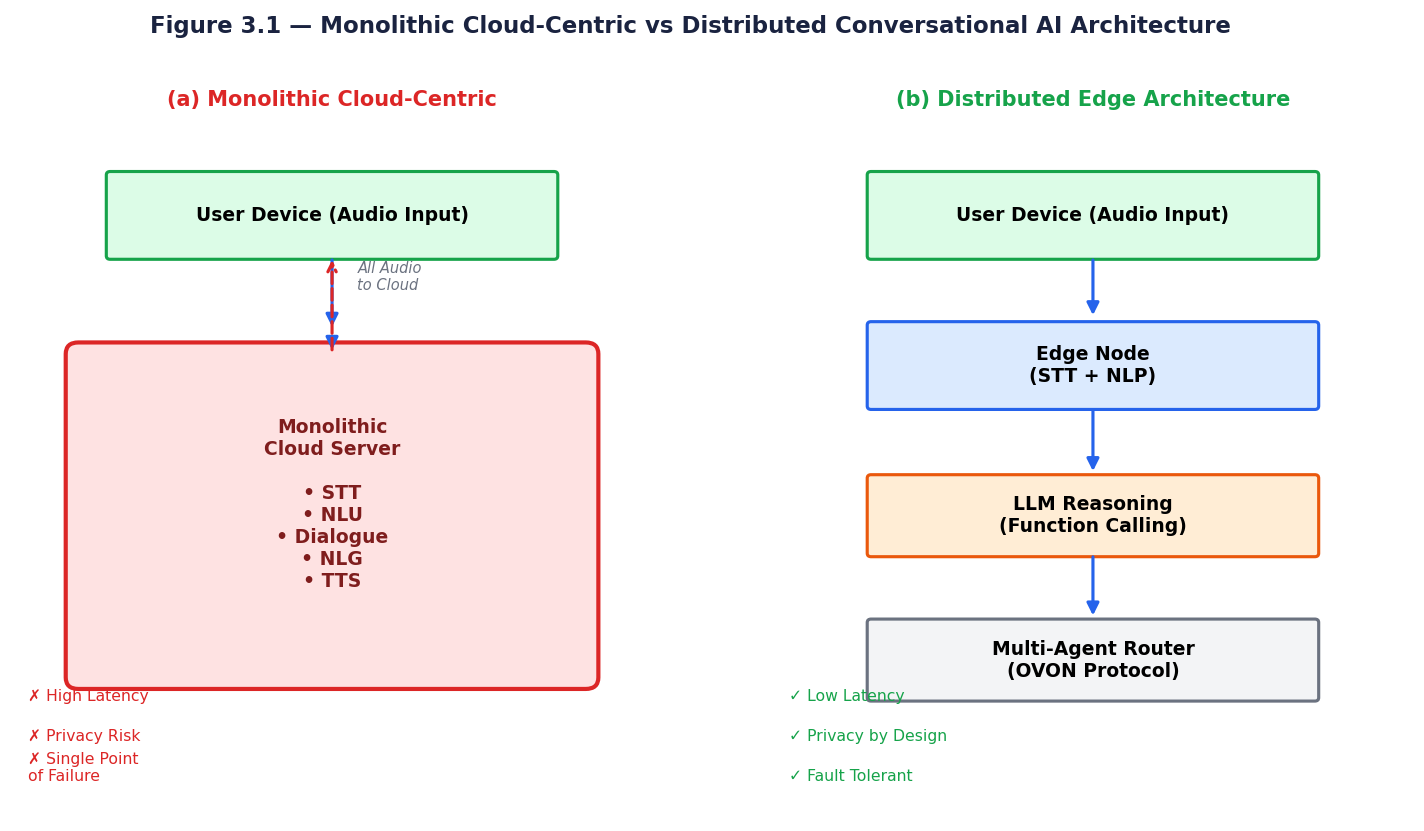 Figure 3.1 — Monolithic Cloud-Centric vs Distributed Conversational AI Architecture
(a) Monolithic Cloud-Centric
User Device (Audio Input)
All Audio
to Cloud
Monolithic
Cloud Server
• STT
• NLU
• Dialogue
• NLG
• TTS
✗ High Latency
✗ Privacy Risk
✗ Single Point
of Failure
(b) Distributed Edge Architecture
User Device (Audio Input)
Edge Node
(STT + NLP)
LLM Reasoning
(Function Calling)
Multi-Agent Router
(OVON Protocol)
✓ Low Latency
✓ Privacy by Design
✓ Fault Tolerant